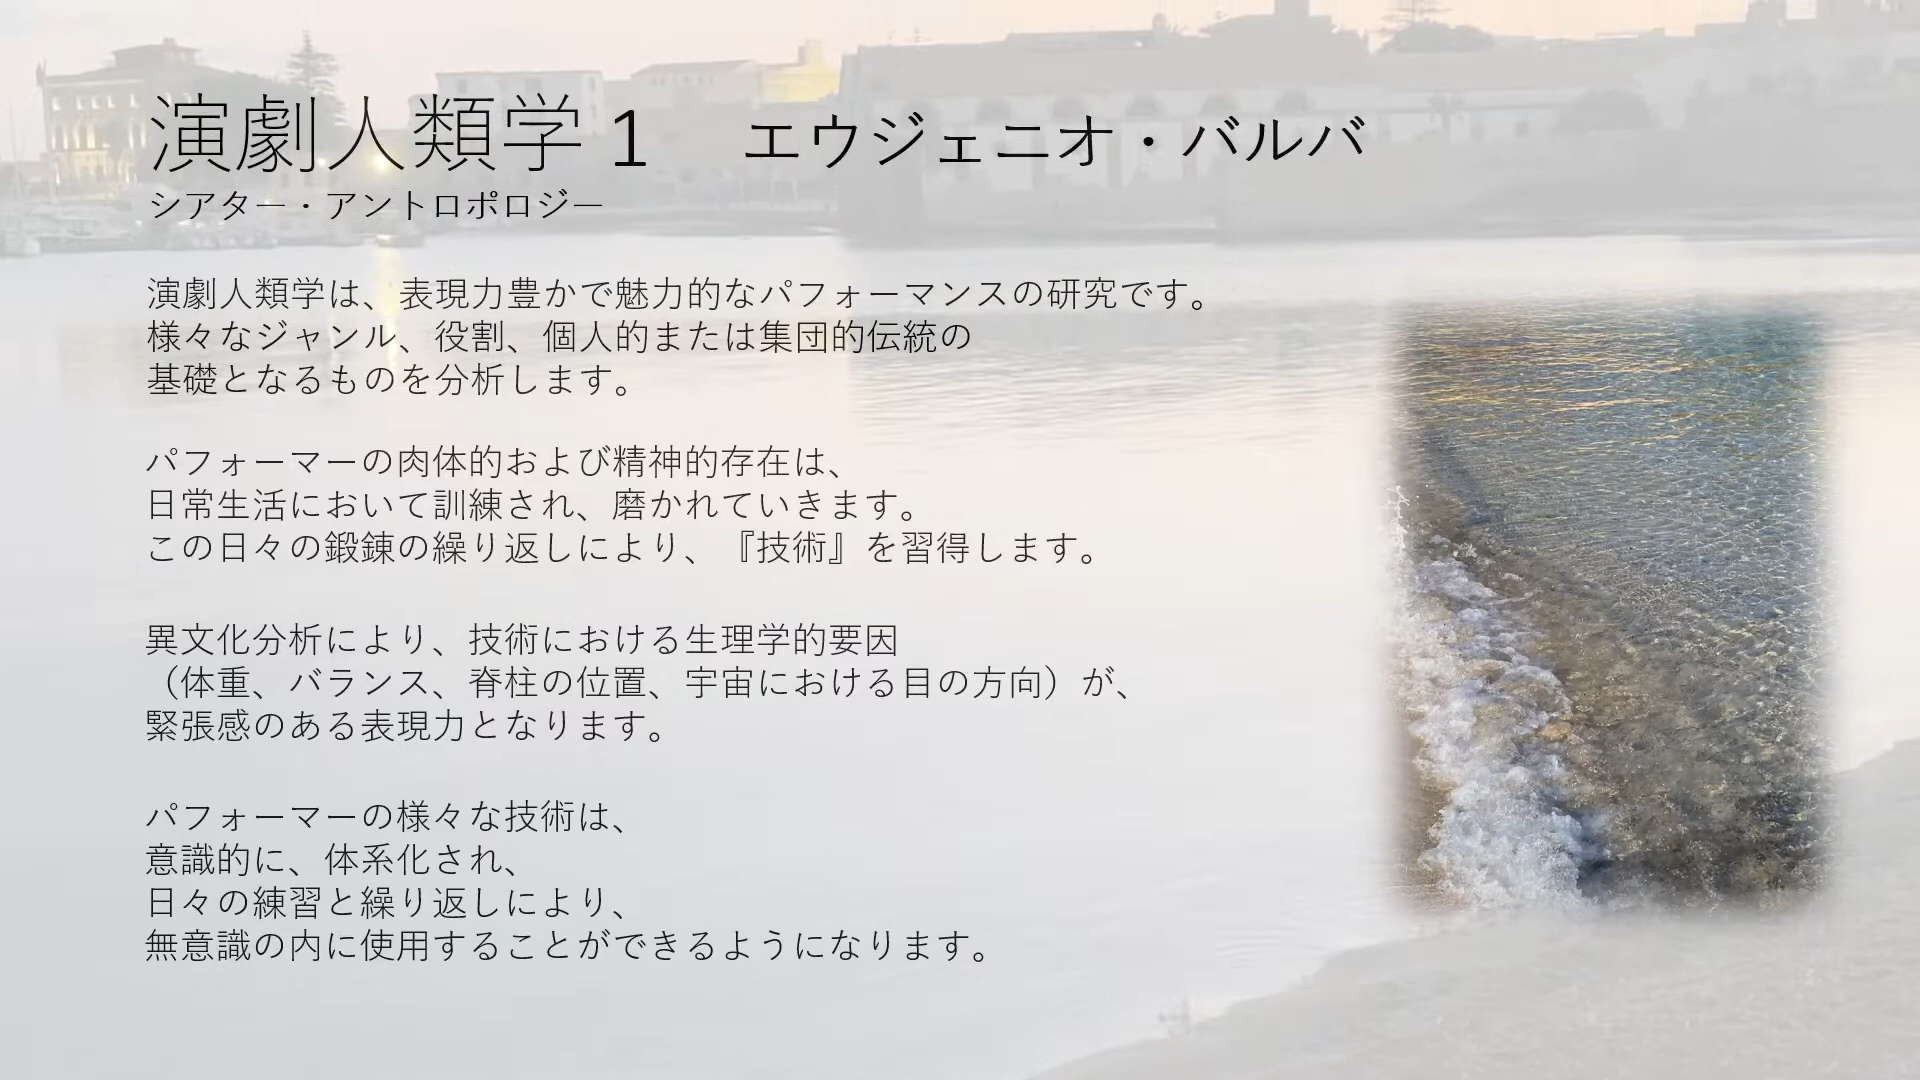 演劇人類学１　エウジェニオ・バルバ
シアター・アントロポロジー
演劇人類学は、表現力豊かで魅力的なパフォーマンスの研究です。
様々なジャンル、役割、個人的または集団的伝統の
基礎となるものを分析します。
パフォーマーの肉体的および精神的存在は、
日常生活において訓練され、磨かれていきます。
この日々の鍛錬の繰り返しにより、『技術』を習得します。
異文化分析により、技術における生理学的要因
（体重、バランス、脊柱の位置、宇宙における目の方向）が、
緊張感のある表現力となります。
パフォーマーの様々な技術は、
意識的に、体系化され、
日々の練習と繰り返しにより、
無意識の内に使用することができるようになります。